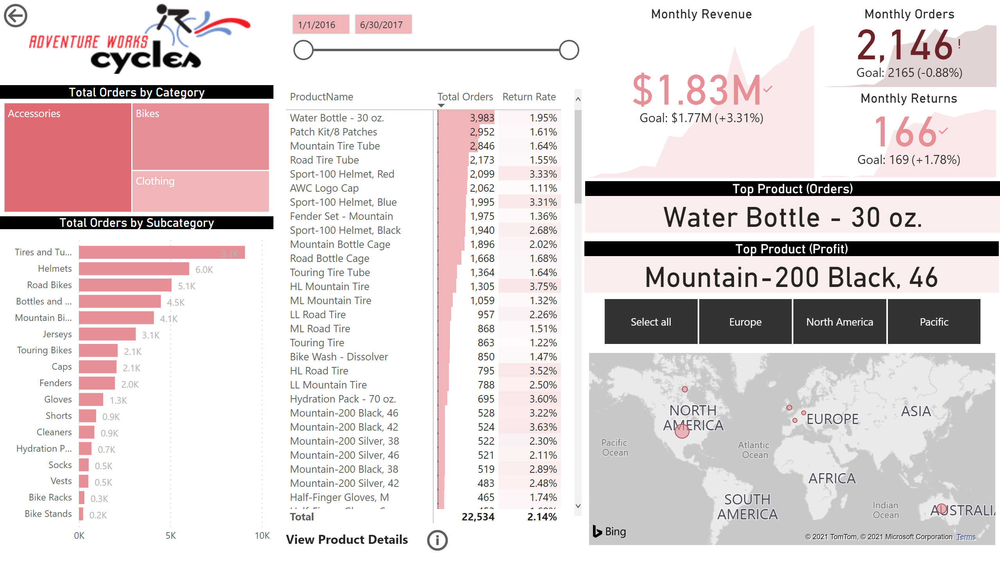 ADVENTURE WORKS
cycles
Total Orders by Category
Accessories
Bikes
Clothing
Total Orders by Subcategory
Tires and Tu... 9.1K
Helmets 6.0K
Road Bikes 5.1K
Bottles and ... 4.5K
Mountain Bi... 4.1K
Jerseys 3.1K
Touring Bikes 2.1K
Caps 2.1K
Fenders 2.0K
Gloves 1.3K
Shorts 0.9K
Cleaners 0.9K
Hydration P... 0.7K
Socks 0.5K
Vests 0.5K
Bike Racks 0.3K
Bike Stands 0.2K
0K 5K 10K
1/1/2016 6/30/2017
ProductName Total Orders Return Rate
Water Bottle - 30 oz. 3,983 1.95%
Patch Kit/8 Patches 2,952 1.61%
Mountain Tire Tube 2,846 1.64%
Road Tire Tube 2,173 1.55%
Sport-100 Helmet, Red 2,099 3.33%
AWC Logo Cap 2,062 1.11%
Sport-100 Helmet, Blue 1,995 3.31%
Fender Set - Mountain 1,975 1.36%
Sport-100 Helmet, Black 1,940 2.68%
Mountain Bottle Cage 1,896 2.02%
Road Bottle Cage 1,668 1.68%
Touring Tire Tube 1,364 1.64%
HL Mountain Tire 1,305 3.75%
ML Mountain Tire 1,059 1.32%
LL Road Tire 957 2.26%
ML Road Tire 868 1.51%
Touring Tire 863 1.22%
Bike Wash - Dissolver 850 1.47%
HL Road Tire 795 3.52%
LL Mountain Tire 788 2.50%
Hydration Pack - 70 oz. 695 3.60%
Mountain-200 Black, 46 528 3.22%
Mountain-200 Black, 42 524 3.63%
Mountain-200 Silver, 38 522 2.30%
Mountain-200 Silver, 46 521 2.11%
Mountain-200 Black, 38 519 2.89%
Mountain-200 Silver, 42 483 2.48%
Half-Finger Gloves, M 465 1.74%
Total 22,534 2.14%
View Product Details
Monthly Revenue
$1.83M
Goal: $1.77M (+3.31%)
Monthly Orders
2,146!
Goal: 2165 (-0.88%)
Monthly Returns
166
Goal: 169 (+1.78%)
Top Product (Orders)
Water Bottle - 30 oz.
Top Product (Profit)
Mountain-200 Black, 46
Select all Europe North America Pacific
NORTH
AMERICA
EUROPE
ASIA
Pacific
Ocean
Atlantic
Ocean
AFRICA
SOUTH
AMERICA
Indian
Ocean
AUSTRALIA
Bing
© 2021 TomTom, © 2021 Microsoft Corporation Terms